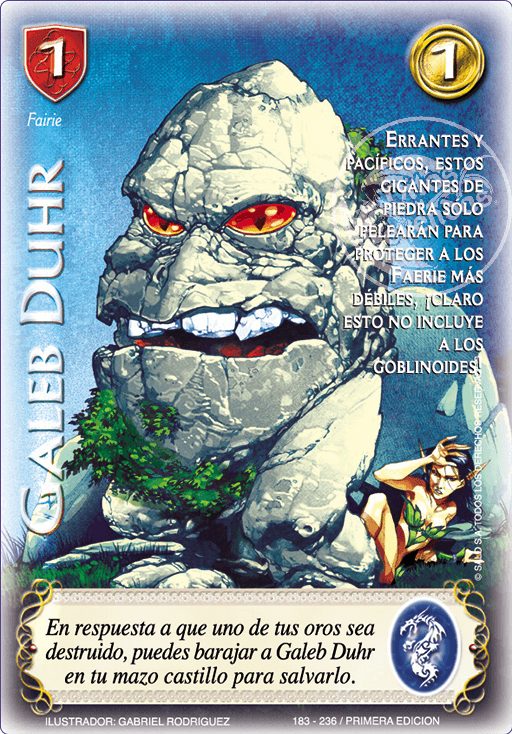 1
1
Fairie
GALEB DUHR
ERRANTES Y
PACÍFICOS, ESTOS
GIGANTES DE
PIEDRA SOLO
PELEARÁN PARA
PROTEGER A LOS
FAERIE MÁS
DÉBILES, ¡CLARO
ESTO NO INCLUYE
A LOS
GOBLINOIDES!
En respuesta a que uno de tus oros sea
destruido, puedes barajar a Galeb Duhr
en tu mazo castillo para salvarlo.
ILUSTRADOR: GABRIEL RODRIGUEZ
183 - 236 / PRIMERA EDICION